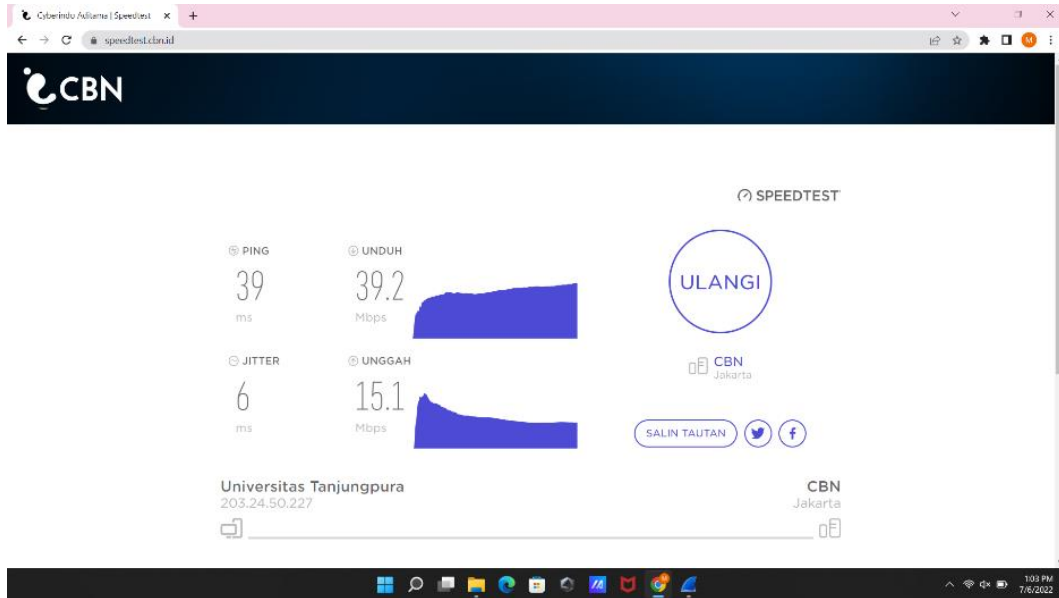 Cyberindo Aditama | Speedtest
speedtest.cbn.id
M
CBN
SPEEDTEST
PING
39
ms
UNDUH
39.2
Mbps
ULANGI
JITTER
6
ms
UNGGAH
15.1
Mbps
CBN
Jakarta
SALIN TAUTAN
Universitas Tanjungpura
203.24.50.227
CBN
Jakarta
1:03 PM
7/6/2022